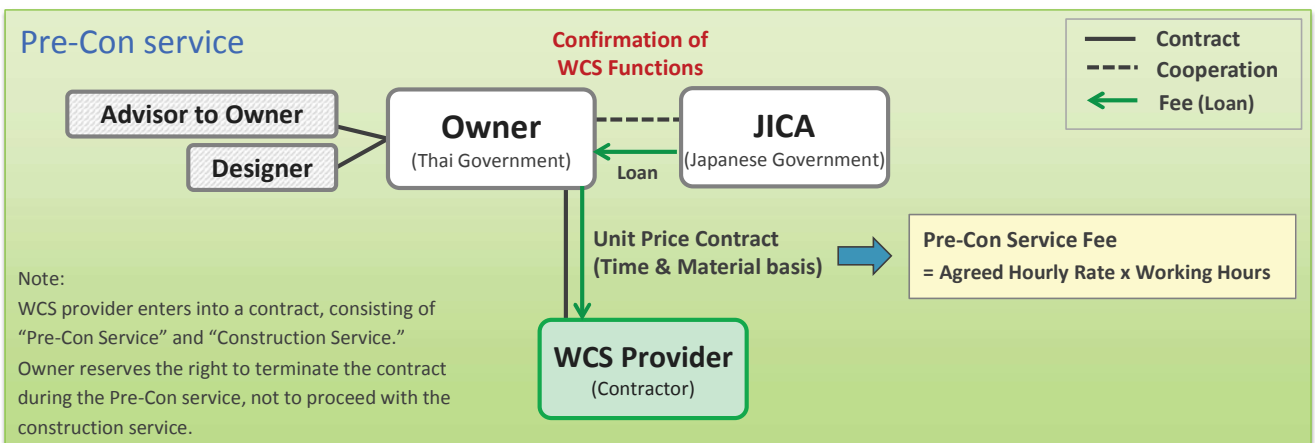 Pre-Con service
Confirmation of
WCS Functions
Contract
Cooperation
Fee (Loan)
Advisor to Owner
Designer
Owner
(Thai Government)
JICA
(Japanese Government)
Loan
Unit Price Contract
(Time & Material basis)
Pre-Con Service Fee
= Agreed Hourly Rate x Working Hours
Note:
WCS provider enters into a contract, consisting of
“Pre-Con Service” and “Construction Service.”
Owner reserves the right to terminate the contract
during the Pre-Con service, not to proceed with the
construction service.
WCS Provider
(Contractor)